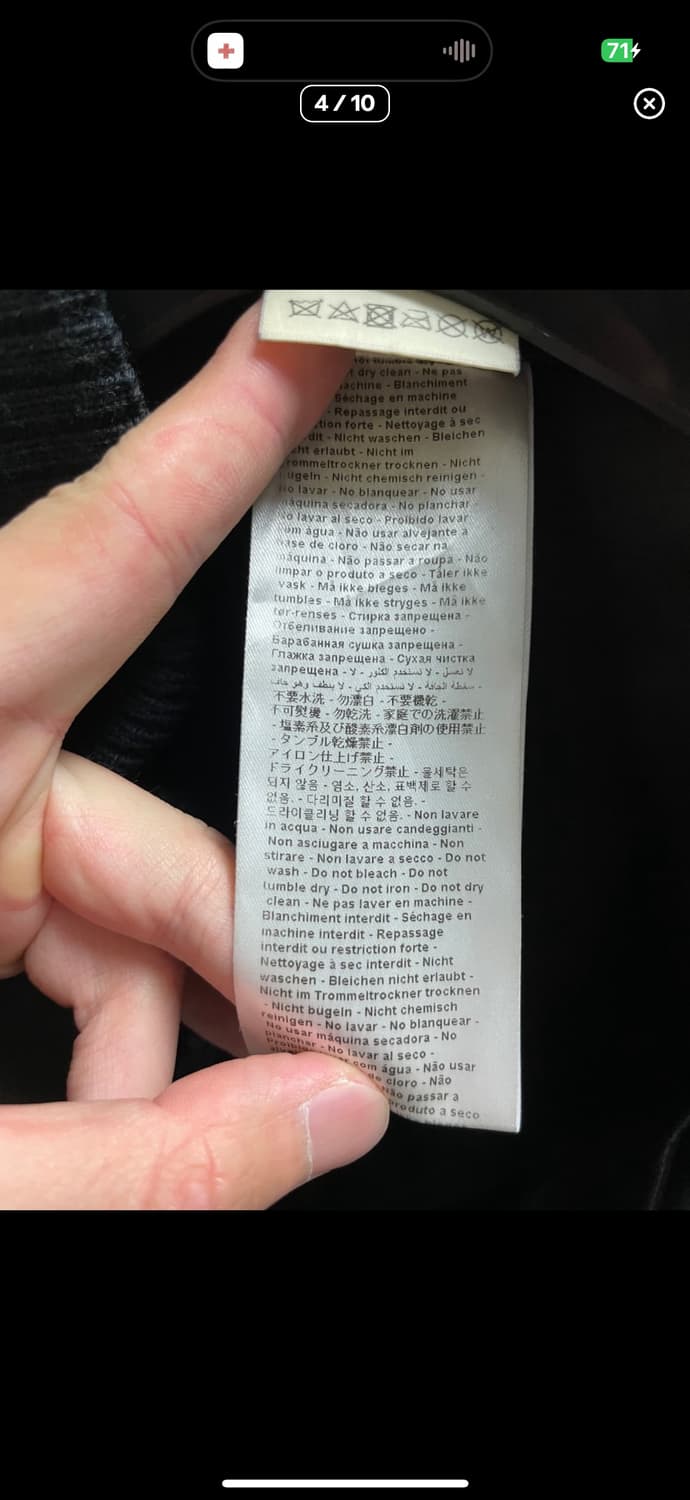 71
4 / 10
dry clean - Ne pas
- Blanchiment
Séchage en machine
- Repassage interdit ou
forte - Nettoyage à sec
- Nicht waschen - Bleichen
erlaubt - Nicht im
trocknen - Nicht
- Nicht chemisch reinigen -
lavar - No blanquear - No usar
máquina secadora - No planchar -
lavar al seco - Proibido lavar
água - Não usar alvejante à
de cloro - Não secar na
máquina - Não passar a roupa - Não
limpar o produto a seco - Tåler ikke
vask - Må ikke bleges - Må ikke
tumbles - Må ikke stryges - Må ikke
tør-renses - Стирка запрещена -
Отбеливание запрещено -
Барабанная сушка запрещена -
Глажка запрещена - Сухая чистка
запрещена - لا تغسل - لا تستخدم الكلور - لا
لا تستخدم الكي - لا ينظف وهو جاف -
不要水洗 - 勿漂白 - 不要機乾 -
不可熨燙 - 勿乾洗 - 家庭での洗濯禁止
- 塩素系及び酸素系漂白剤の使用禁止
- タンブル乾燥禁止 -
アイロン仕上げ禁止 -
ドライクリーニング禁止 - 물세탁은
되지 않음 - 염소, 산소, 표백제로 할 수
없음. - 다리미질 할 수 없음. -
드라이클리닝 할 수 없음. - Non lavare
in acqua - Non usare candeggianti -
Non asciugare a macchina - Non
stirare - Non lavare a secco - Do not
wash - Do not bleach - Do not
tumble dry - Do not iron - Do not dry
clean - Ne pas laver en machine -
Blanchiment interdit - Séchage en
machine interdit - Repassage
interdit ou restriction forte -
Nettoyage à sec interdit - Nicht
waschen - Bleichen nicht erlaubt -
Nicht im Trommeltrockner trocknen
- Nicht bügeln - Nicht chemisch
reinigen - No lavar - No blanquear -
No usar máquina secadora - No
planchar - No lavar al seco -
com água - Não usar
de cloro - Não
passar a
produto a seco